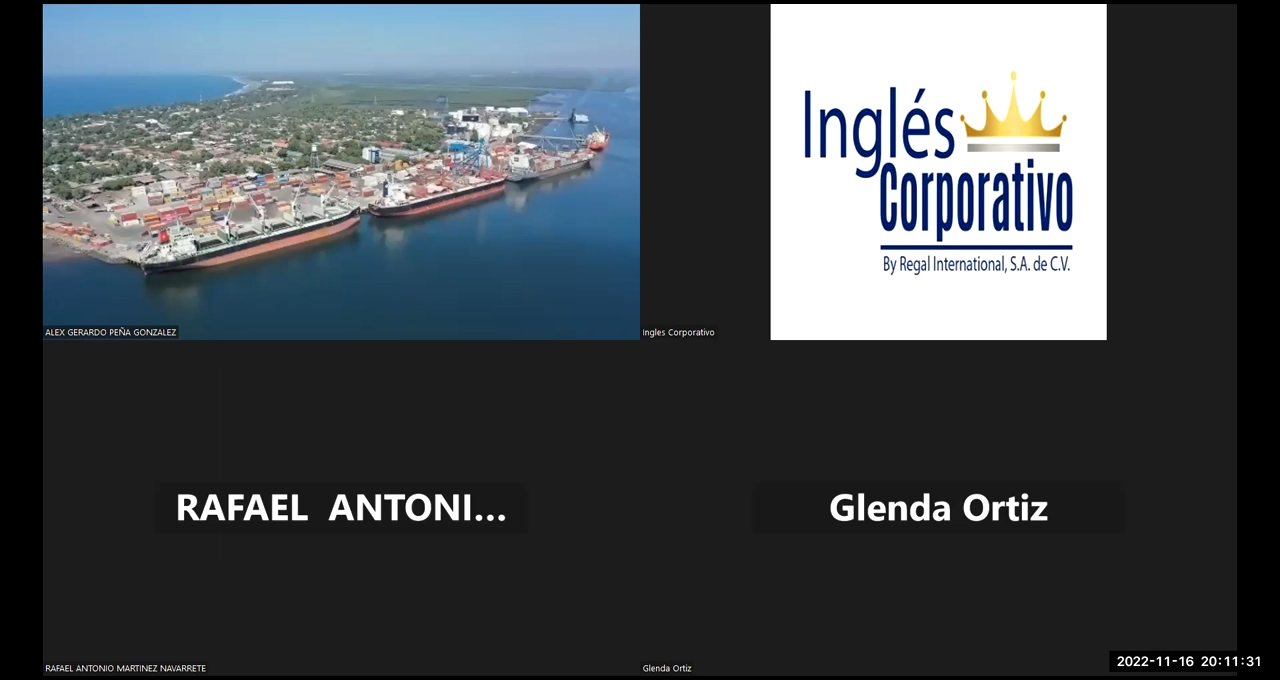 ALEX GERARDO PEÑA GONZALEZ
Inglés
Corporativo
By Regal International, S.A. de C.V.
Ingles Corporativo
RAFAEL ANTONI...
RAFAEL ANTONIO MARTINEZ NAVARRETE
Glenda Ortiz
Glenda Ortiz
2022-11-16 20:11:31